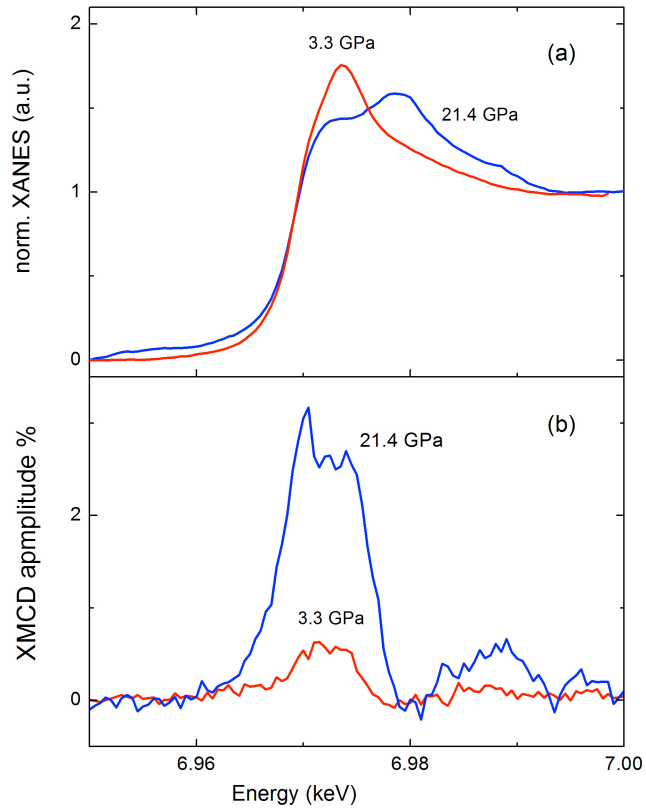 2
3.3 GPa
(a)
21.4 GPa
1
norm. XANES (a.u.)
0
(b)
21.4 GPa
2
3.3 GPa
XMCD apmplitude %
0
6.96
6.98
7.00
Energy (keV)